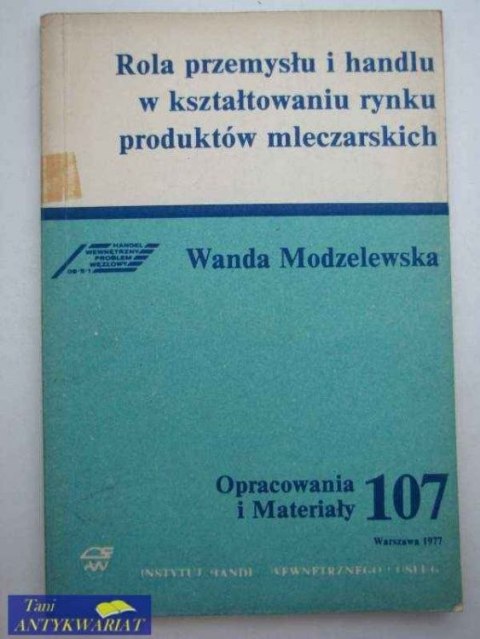 Rola przemysłu i handlu
w kształtowaniu rynku
produktów mleczarskich
HANDEL
WEWNĘTRZNY
PROBLEM
WĘZŁOWY
Wanda Modzelewska
Opracowania
i Materiały 107
Warszawa 1977
INSTYTUT HANDL WEWNĘTRZNEGO USŁUG
Tani
ANTYKWARIAT